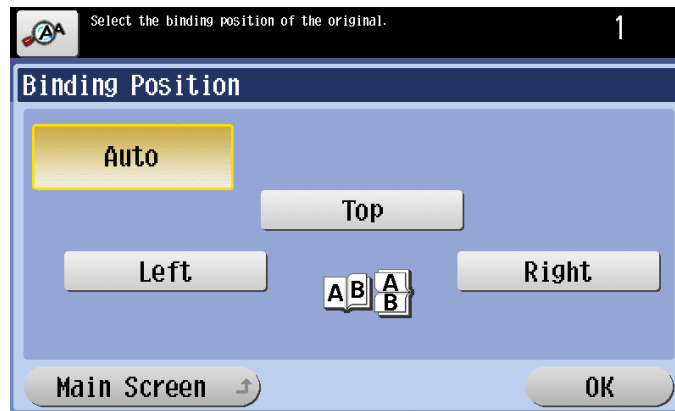 Select the binding position of the original.
1
Binding Position
Auto
Top
Left
Right
A B A
B
Main Screen
OK